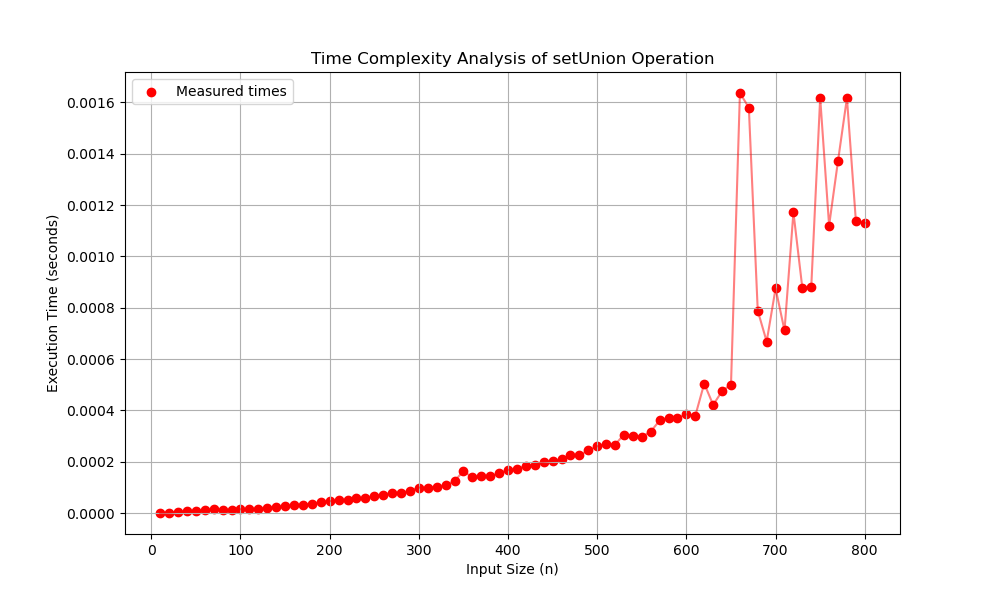 Time Complexity Analysis of setUnion Operation
Measured times
Execution Time (seconds)
0.0016
0.0014
0.0012
0.0010
0.0008
0.0006
0.0004
0.0002
0.0000
0 100 200 300 400 500 600 700 800
Input Size (n)